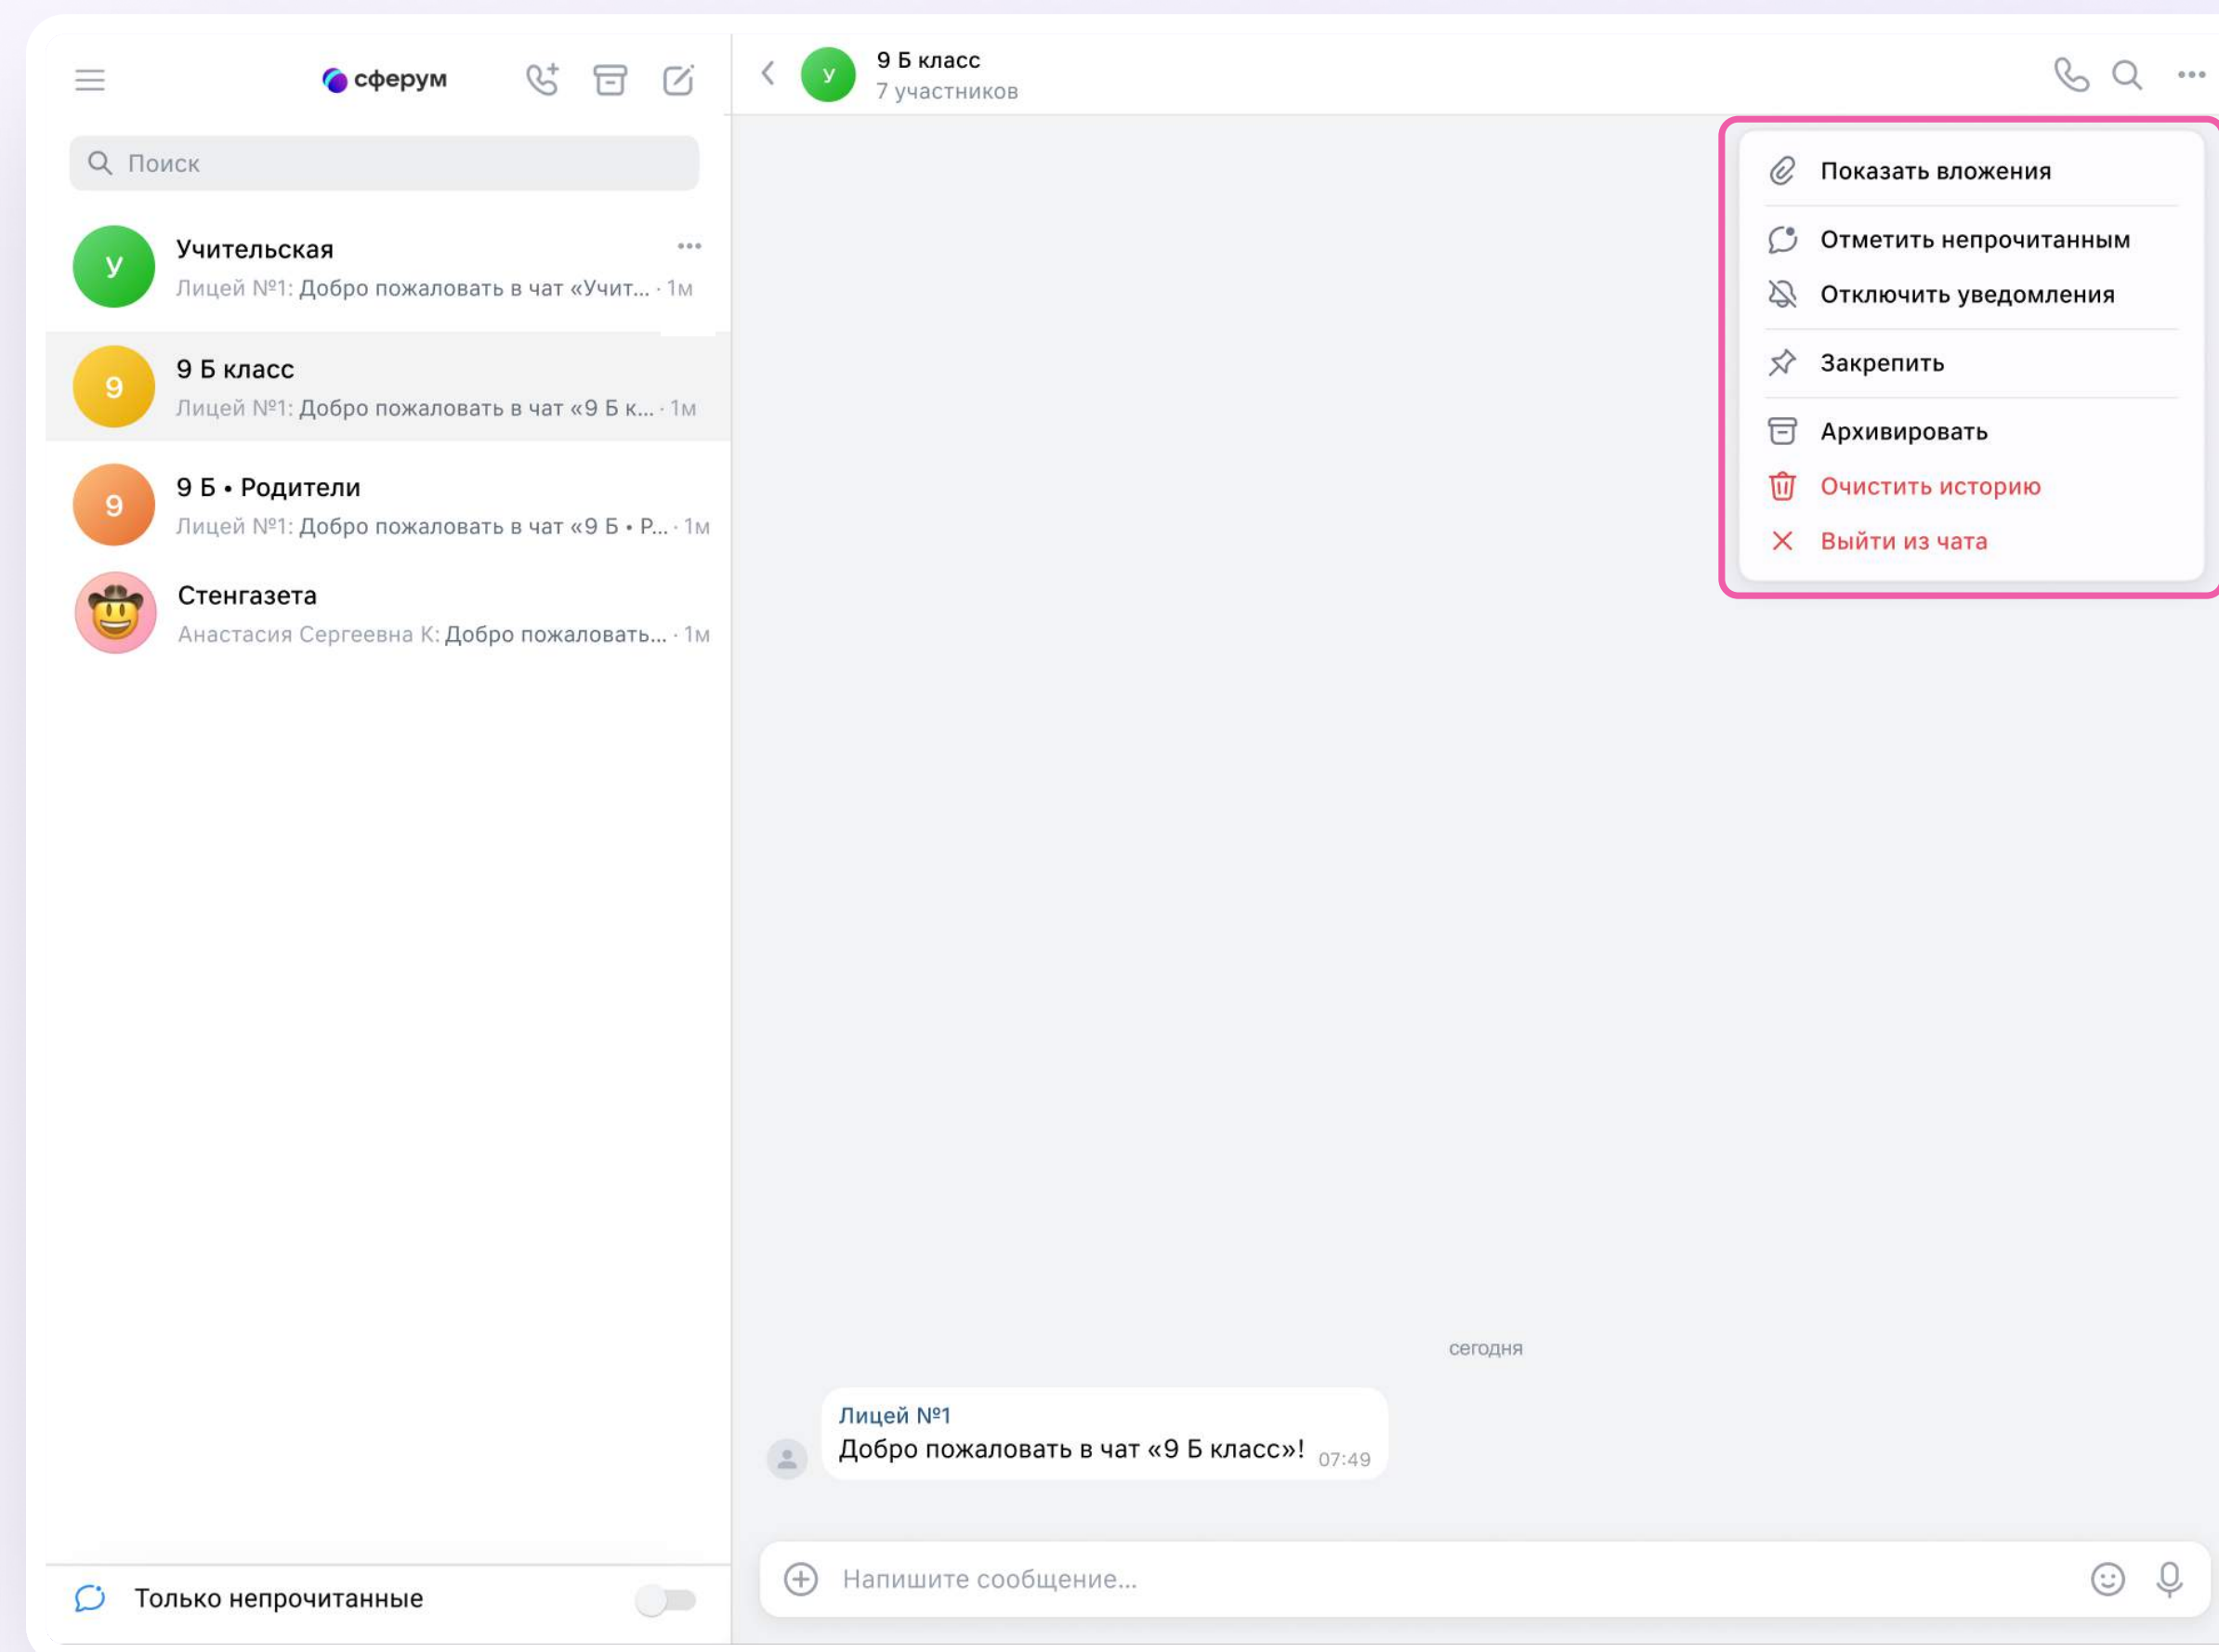 сферум
Поиск
У
Учительская
Лицей №1: Добро пожаловать в чат «Учит... · 1м
9
9 Б класс
Лицей №1: Добро пожаловать в чат «9 Б к... · 1м
9
9 Б • Родители
Лицей №1: Добро пожаловать в чат «9 Б • Р... · 1м
Стенгазета
Анастасия Сергеевна К: Добро пожаловать... · 1м
Только непрочитанные
У
9 Б класс
7 участников
Показать вложения
Отметить непрочитанным
Отключить уведомления
Закрепить
Архивировать
Очистить историю
Выйти из чата
сегодня
Лицей №1
Добро пожаловать в чат «9 Б класс»! 07:49
Напишите сообщение...